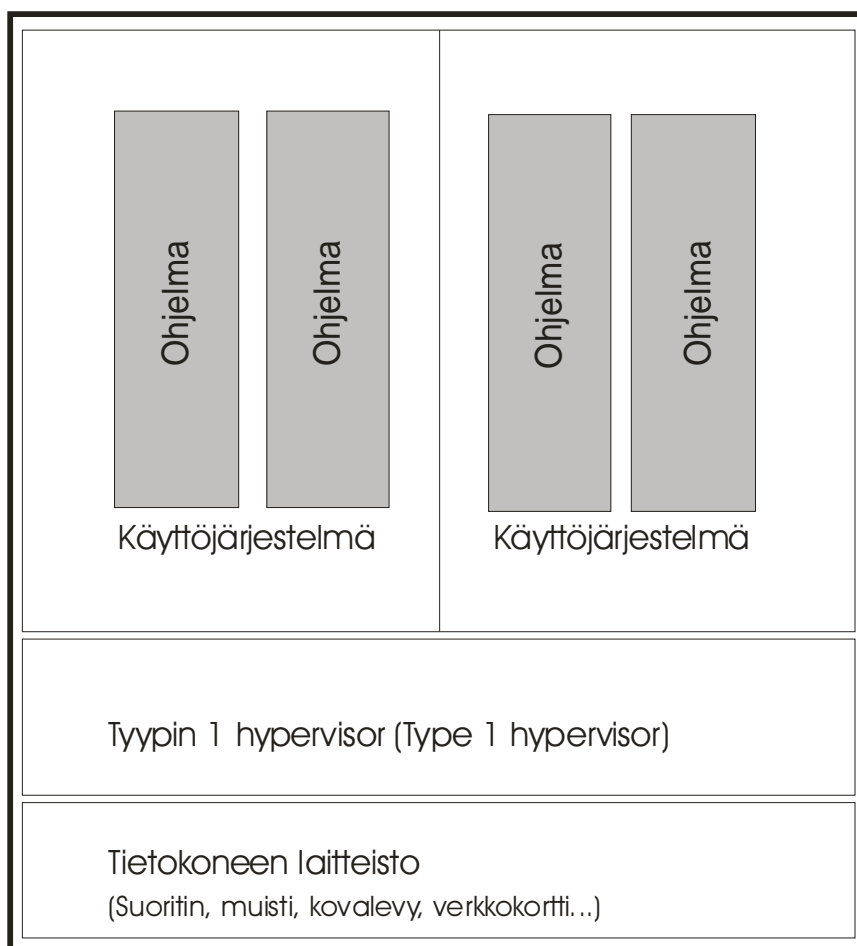 Ohjelma
Ohjelma
Ohjelma
Ohjelma
Käyttöjärjestelmä
Käyttöjärjestelmä
Tyypin 1 hypervisor (Type 1 hypervisor)
Tietokoneen laitteisto
(Suoritin, muisti, kovalevy, verkkokortti...)